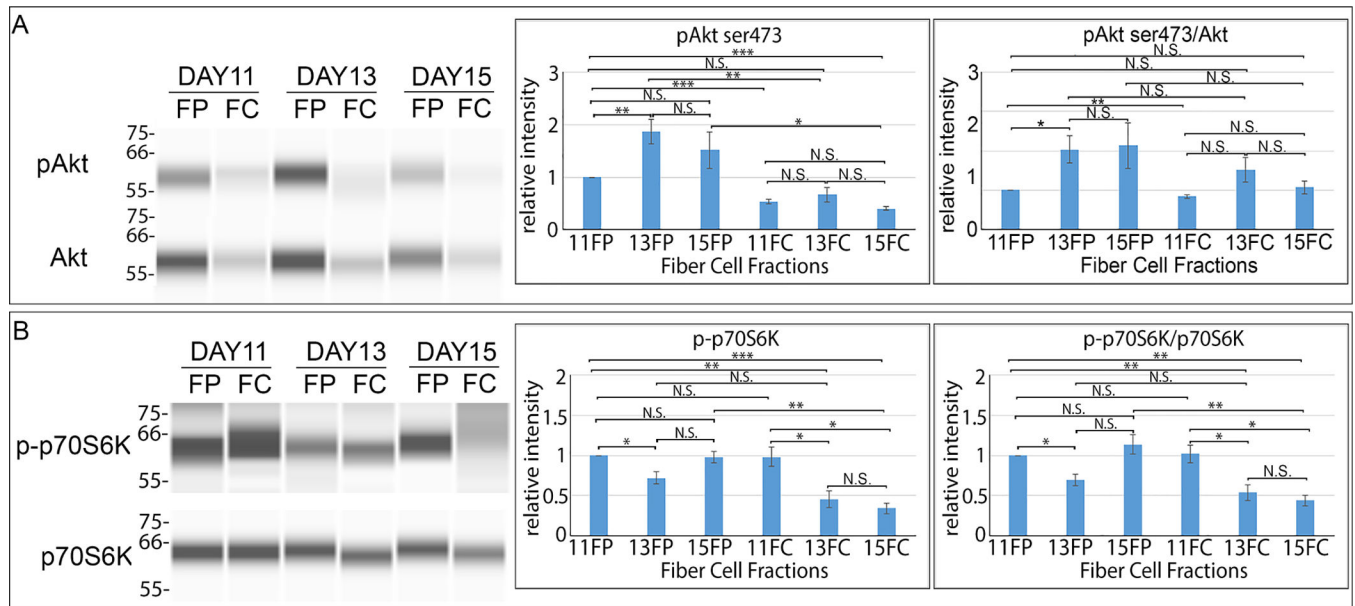 A
DAY11 DAY13 DAY15
FP FC FP FC FP FC
75-
66-
pAkt
55-
75-
66-
Akt
55-
pAkt ser473
***
N.S.
**
***
N.S.
** N.S.
*
N.S.
N.S. N.S.
relative intensity
3
2
1
0
11FP 13FP 15FP 11FC 13FC 15FC
Fiber Cell Fractions
pAkt ser473/Akt
N.S.
N.S.
N.S.
N.S.
**
* N.S.
N.S.
N.S. N.S.
relative intensity
3
2
1
0
11FP 13FP 15FP 11FC 13FC 15FC
Fiber Cell Fractions
B
DAY11 DAY13 DAY15
FP FC FP FC FP FC
75-
66-
p-p70S6K
55-
75-
66-
p70S6K
55-
p-p70S6K
***
**
N.S.
N.S.
N.S.
**
* N.S.
*
*
N.S.
relative intensity
2
1.5
1
0.5
0
11FP 13FP 15FP 11FC 13FC 15FC
Fiber Cell Fractions
p-p70S6K/p70S6K
**
**
N.S.
N.S.
N.S.
**
* N.S.
*
*
N.S.
relative intensity
2
1.5
1
0.5
0
11FP 13FP 15FP 11FC 13FC 15FC
Fiber Cell Fractions